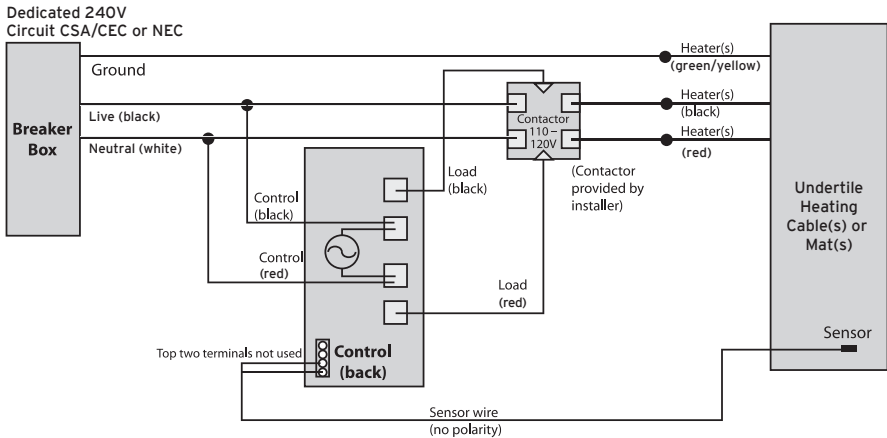 Dedicated 240V
Circuit CSA/CEC or NEC
Breaker
Box
Ground
Live (black)
Neutral (white)
Heater(s)
(green/yellow)
Heater(s)
(black)
Heater(s)
(red)
Contactor
110 –
120V
(Contactor
provided by
installer)
Load
(black)
Control
(black)
Control
(red)
Load
(red)
Top two terminals not used
Control
(back)
Undertile
Heating
Cable(s) or
Mat(s)
Sensor
Sensor wire
(no polarity)